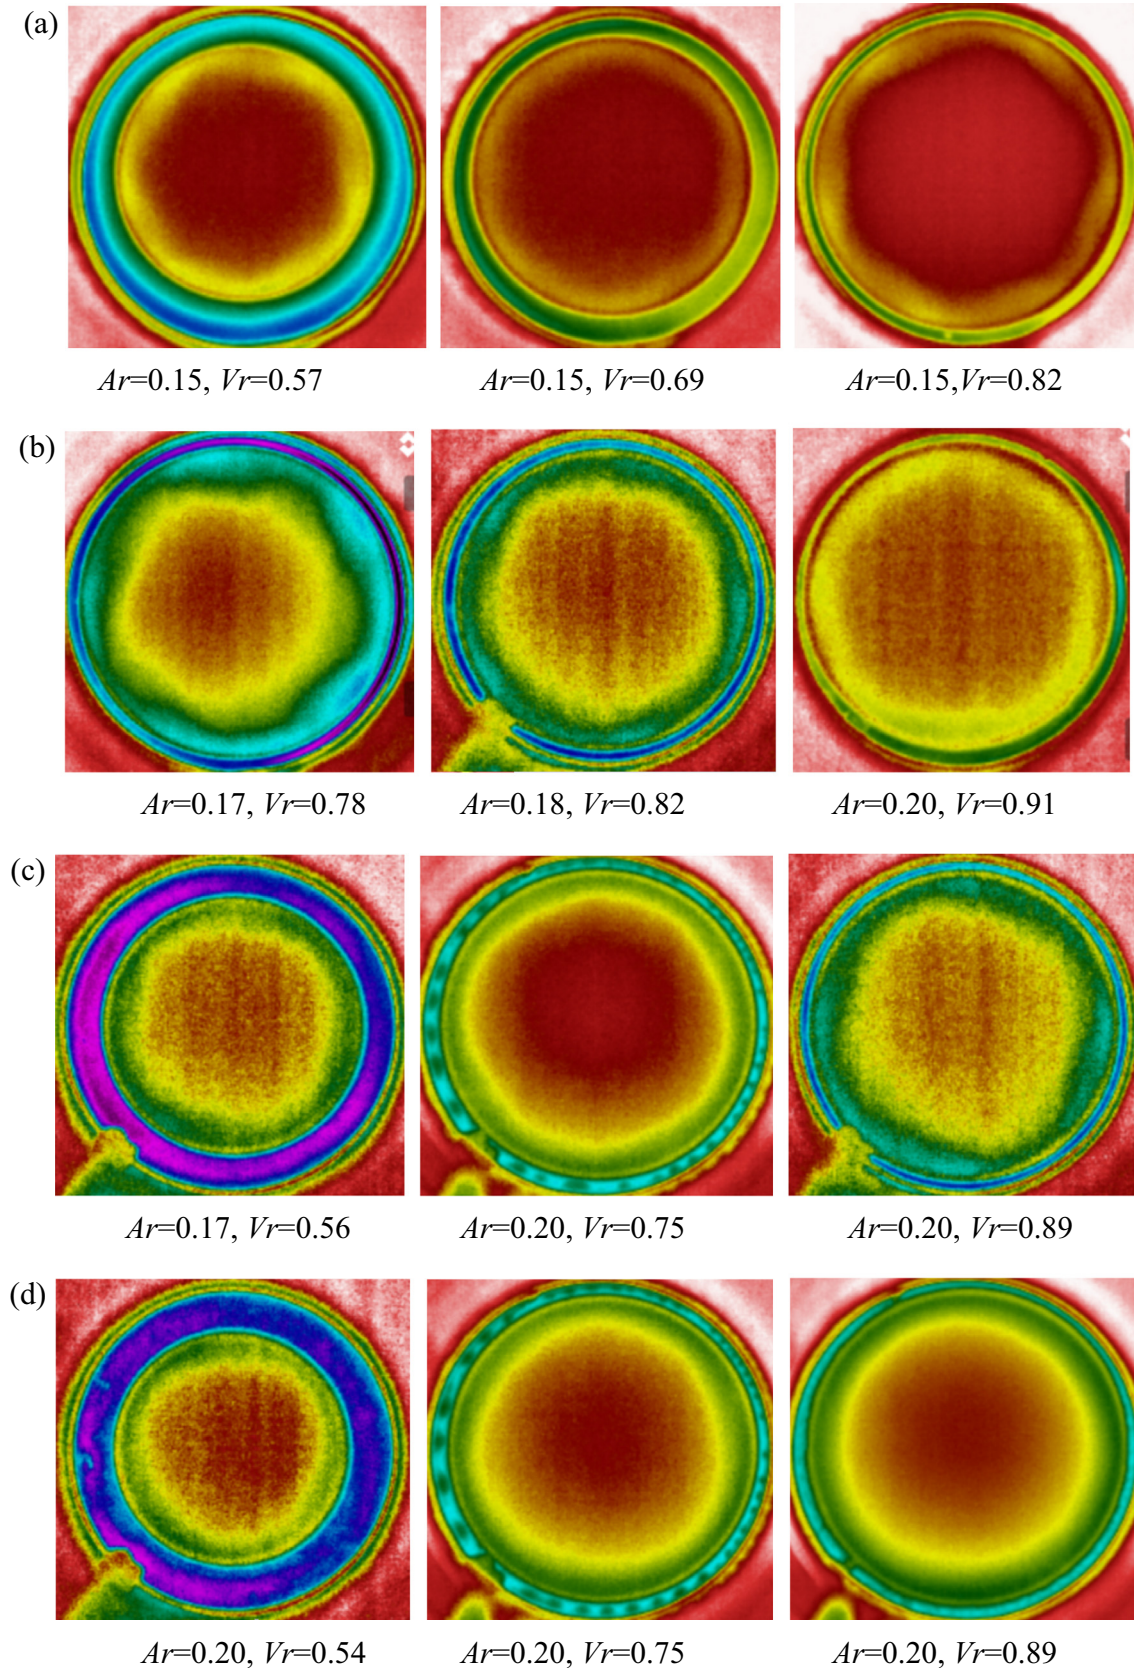 (a)
Ar=0.15, Vr=0.57 Ar=0.15, Vr=0.69 Ar=0.15,Vr=0.82
(b)
Ar=0.17, Vr=0.78 Ar=0.18, Vr=0.82 Ar=0.20, Vr=0.91
(c)
Ar=0.17, Vr=0.56 Ar=0.20, Vr=0.75 Ar=0.20, Vr=0.89
(d)
Ar=0.20, Vr=0.54 Ar=0.20, Vr=0.75 Ar=0.20, Vr=0.89